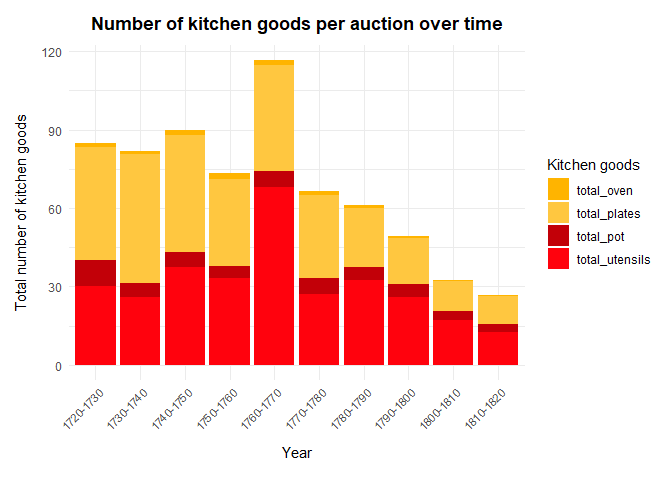 Number of kitchen goods per auction over time
Total number of kitchen goods
120
90
60
30
0
1720-1730
1730-1740
1740-1750
1750-1760
1760-1770
1770-1780
1780-1790
1790-1800
1800-1810
1810-1820
Year
Kitchen goods
total_oven
total_plates
total_pot
total_utensils